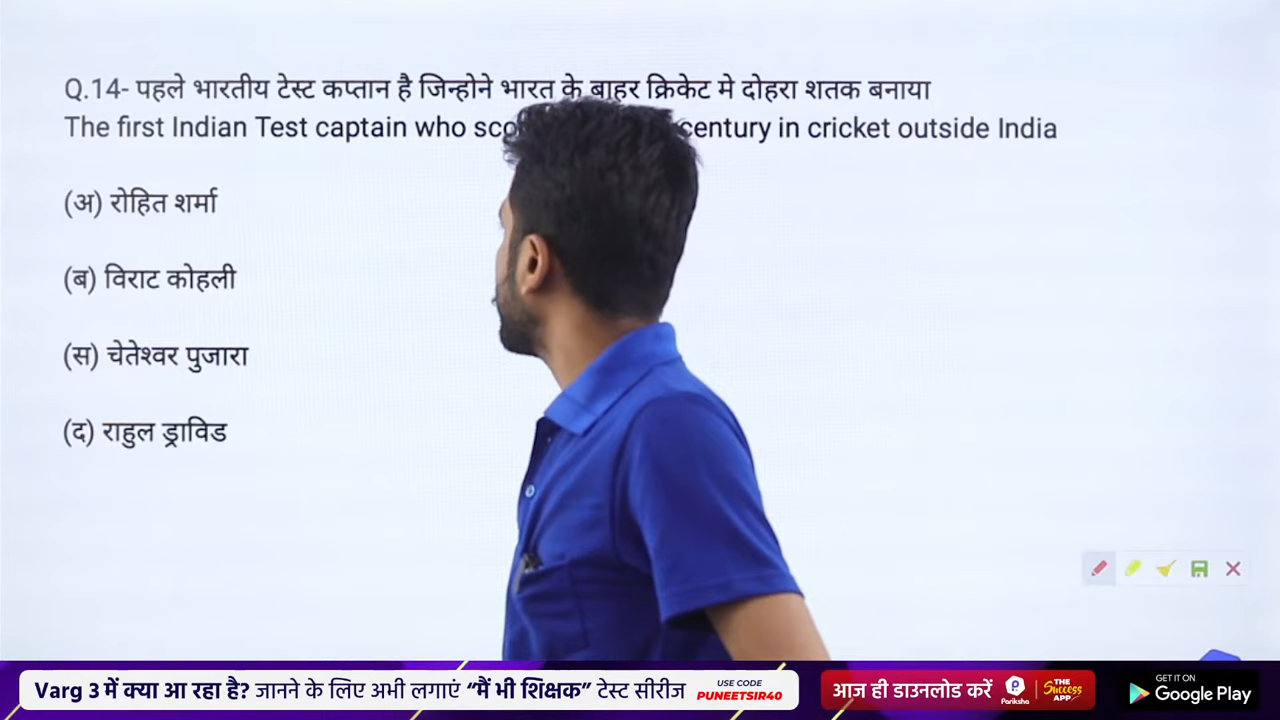 Q.14- पहले भारतीय टेस्ट कप्तान है जिन्होने भारत के बाहर क्रिकेट मे दोहरा शतक बनाया
The first Indian Test captain who century in cricket outside India
(अ) रोहित शर्मा
(ब) विराट कोहली
(स) चेतेश्वर पुजारा
(द) राहुल ड्राविड
Varg 3 में क्या आ रहा है? जानने के लिए अभी लगाएं “मैं भी शिक्षक” टेस्ट सीरीज
USE CODE
PUNEETSIR40
आज ही डाउनलोड करें
Pariksha
THE
Success
APP
GET IT ON
Google Play